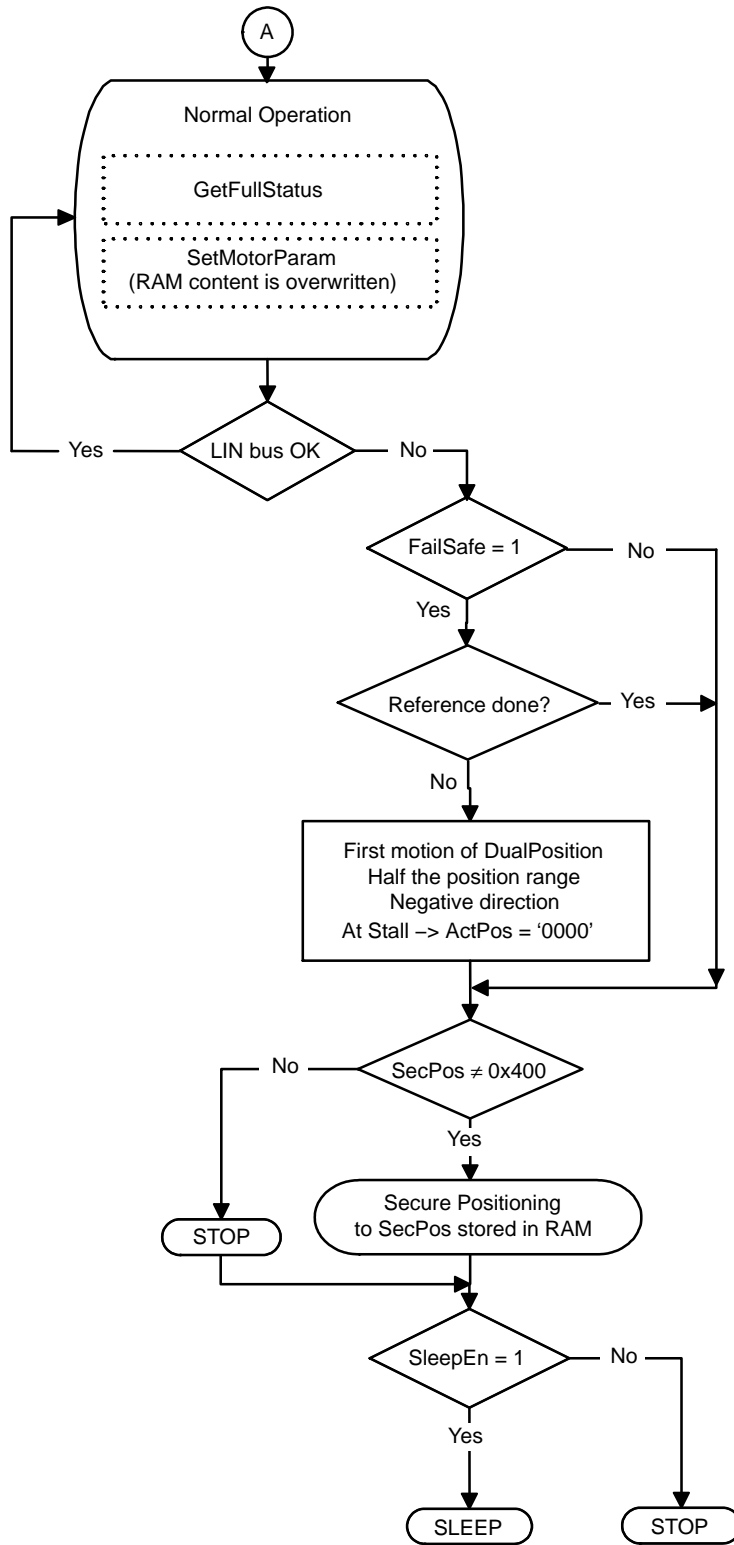 A
Normal Operation
GetFullStatus
SetMotorParam
(RAM content is overwritten)
Yes
LIN bus OK
No
FailSafe = 1
No
Yes
Reference done?
Yes
No
First motion of DualPosition
Half the position range
Negative direction
At Stall −> ActPos = ‘0000’
No
SecPos ≠ 0x400
Yes
Secure Positioning
to SecPos stored in RAM
STOP
SleepEn = 1
No
Yes
SLEEP
STOP